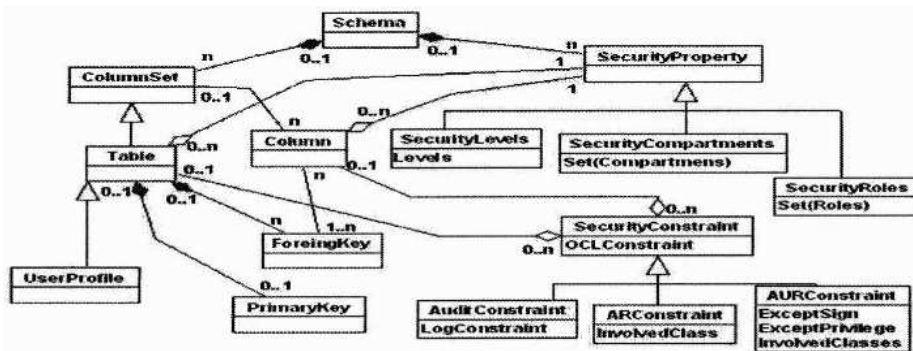 Schema
n
0..1
0..1
n
ColumnSet
SecurityProperty
0..1
1
1
n
0..n
0..n
Column
SecurityLevels
Levels
SecurityCompartments
Set(Compartmens)
Table
0..1
0..1
0..1
0..1
n
SecurityRoles
Set(Roles)
0..n
n
1..n
SecurityConstraint
OCLConstraint
0..n
ForeingKey
UserProfile
0..1
PrimaryKey
AuditConstraint
LogConstraint
ARConstraint
InvolvedClass
AURConstraint
ExceptSign
ExceptPrivilege
InvolvedClasses